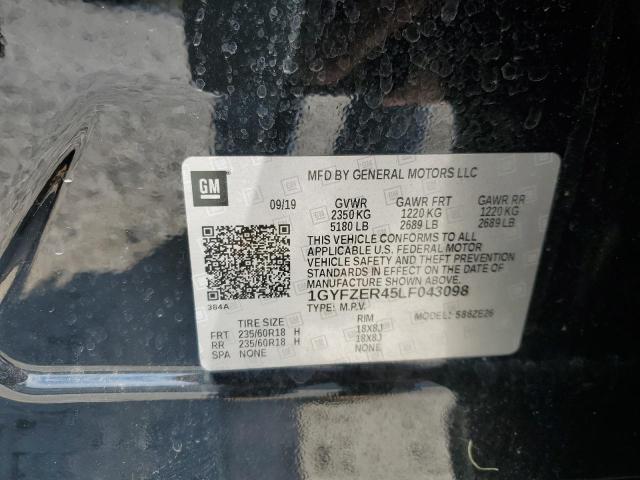 GM
MFD BY GENERAL MOTORS LLC
09/19 GVWR GAWR FRT GAWR RR
2350 KG 1220 KG 1220 KG
5180 LB 2689 LB 2689 LB
THIS VEHICLE CONFORMS TO ALL
APPLICABLE U.S. FEDERAL MOTOR
VEHICLE SAFETY AND THEFT PREVENTION
STANDARDS IN EFFECT ON THE DATE
OF MANUFACTURE SHOWN ABOVE.
1GYFZER45LF043098
384A
TYPE: M.P.V. MODEL: 5B6ZE26
TIRE SIZE RIM
FRT 235/60R18 H 18X8J
RR 235/60R18 H 18X8J
SPA NONE NONE